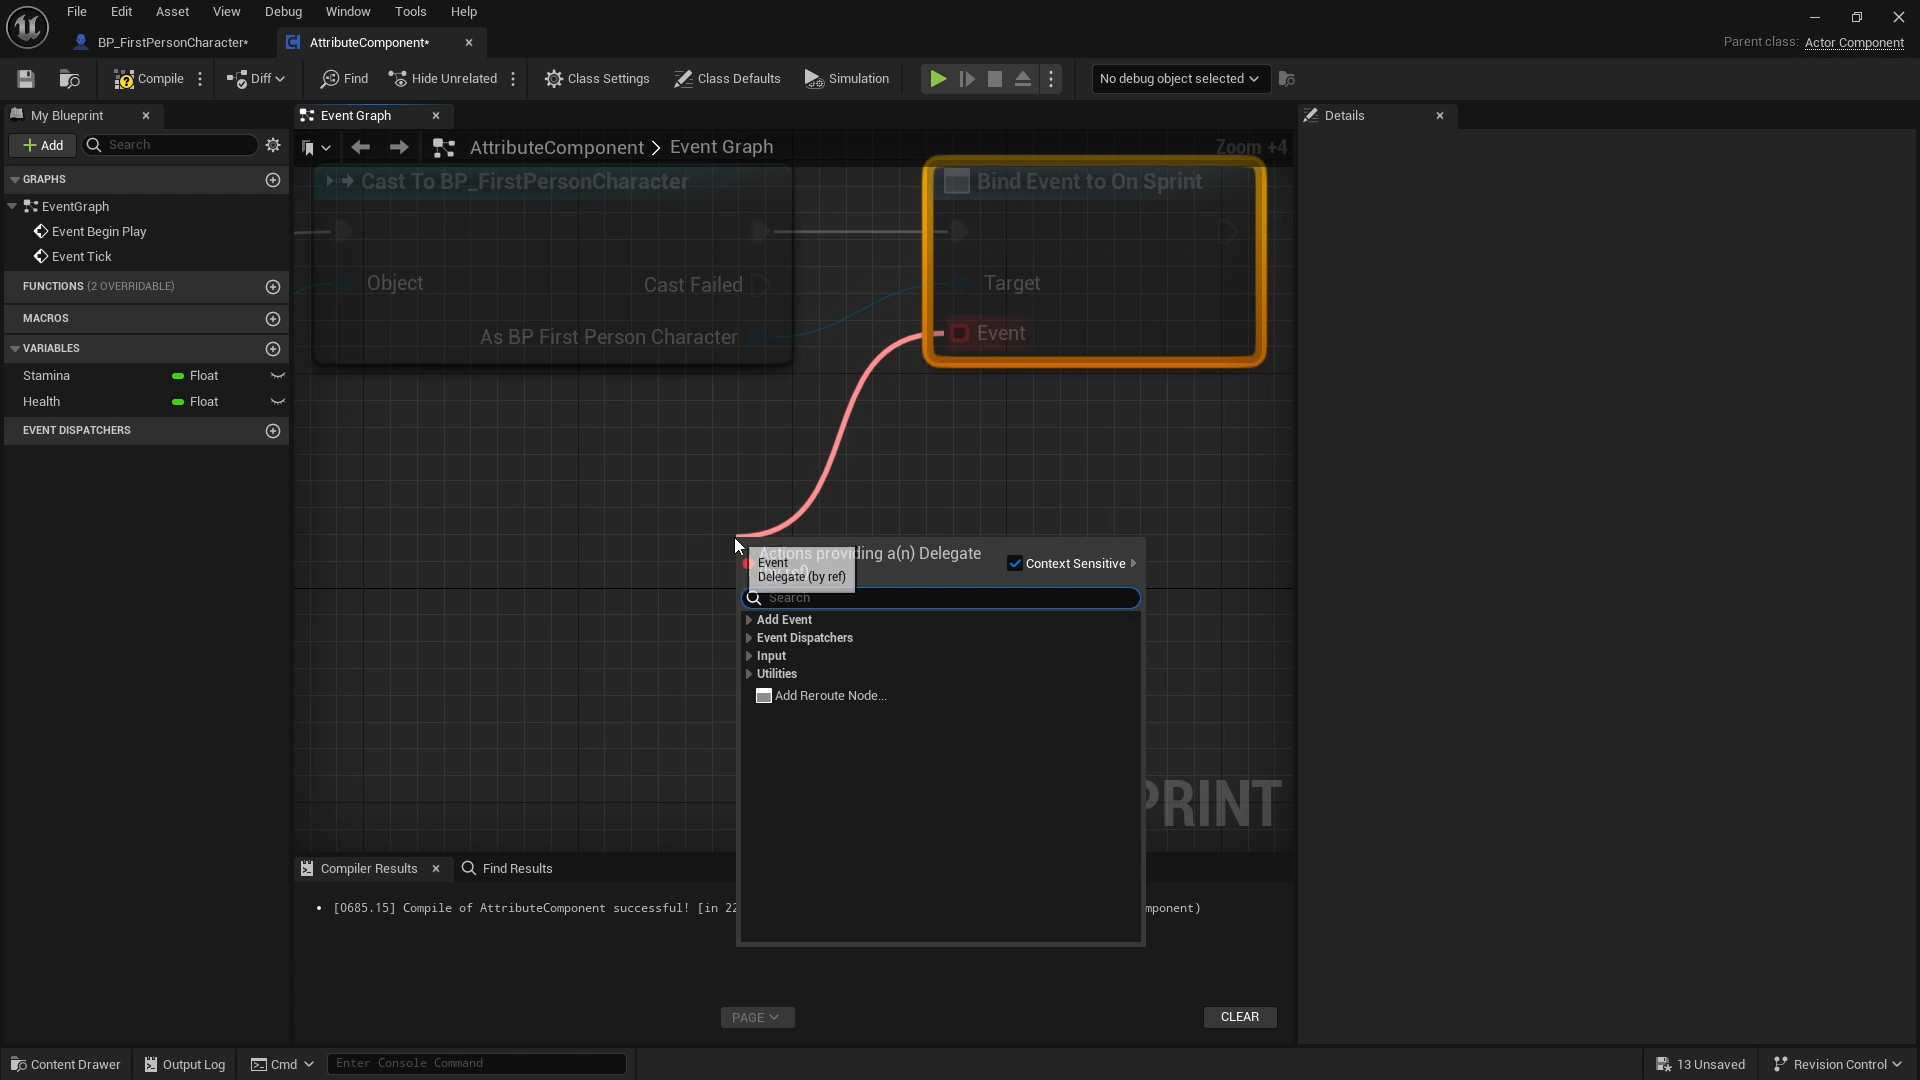 File Edit Asset View Debug Window Tools Help
BP_FirstPersonCharacter*
AttributeComponent*
Parent class: Actor Component
Compile
Diff
Find
Hide Unrelated
Class Settings
Class Defaults
Simulation
No debug object selected
My Blueprint
Event Graph
Details
Add
Search
AttributeComponent > Event Graph
Zoom +4
GRAPHS
EventGraph
Event Begin Play
Event Tick
FUNCTIONS (2 OVERRIDABLE)
MACROS
VARIABLES
Stamina Float
Health Float
EVENT DISPATCHERS
Cast To BP_FirstPersonCharacter
Object
Cast Failed
As BP First Person Character
Bind Event to On Sprint
Target
Event
Actions providing a(n) Delegate
(by ref)
Event
Delegate (by ref)
Context Sensitive
Search
Add Event
Event Dispatchers
Input
Utilities
Add Reroute Node...
PRINT
Compiler Results
Find Results
[0685.15] Compile of AttributeComponent successful! [in 22
mponent)
PAGE
CLEAR
Content Drawer
Output Log
Cmd
Enter Console Command
13 Unsaved
Revision Control